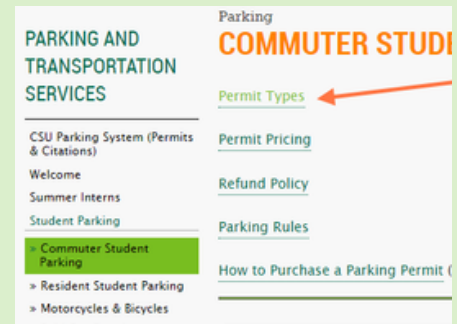 PARKING AND
TRANSPORTATION
SERVICES
CSU Parking System (Permits
& Citations)
Welcome
Summer Interns
Student Parking
» Commuter Student
Parking
» Resident Student Parking
» Motorcycles & Bicycles
Parking
COMMUTER STUDE
Permit Types
Permit Pricing
Refund Policy
Parking Rules
How to Purchase a Parking Permit (